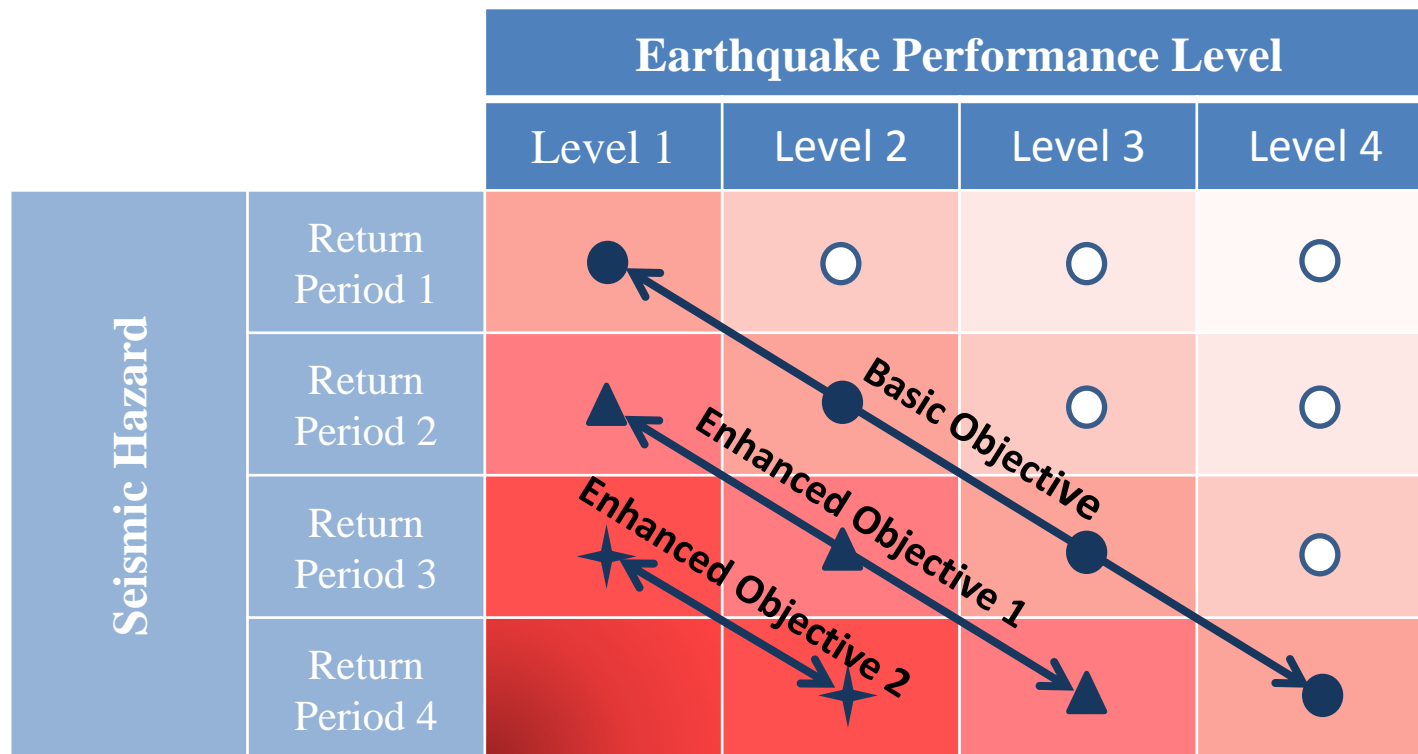 Earthquake Performance Level
Level 1
Level 2
Level 3
Level 4
Seismic Hazard
Return
Period 1
Return
Period 2
Return
Period 3
Return
Period 4
Basic Objective
Enhanced Objective 1
Enhanced Objective 2